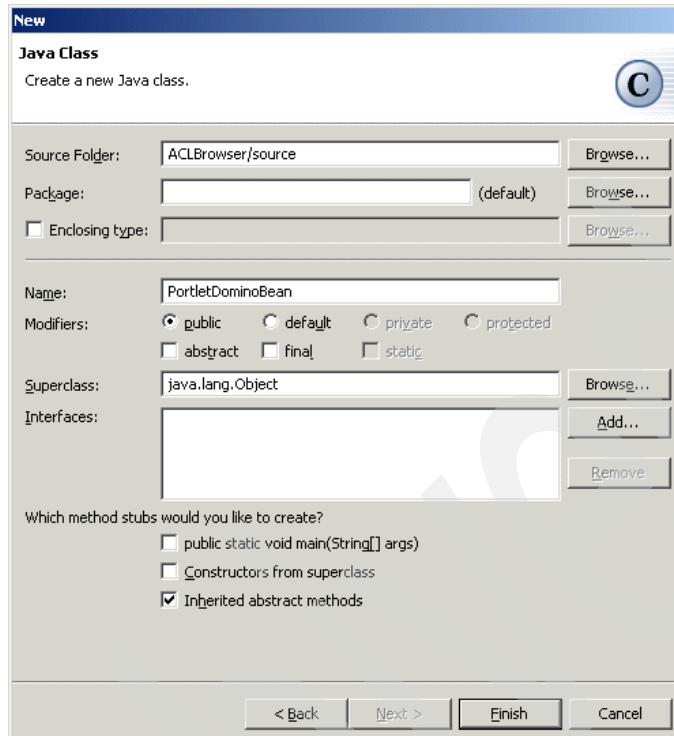 New
Java Class
Create a new Java class.
C
Source Folder: ACLBrowser/source Browse...
Package: (default) Browse...
Enclosing type: Browse...
Name: PortletDominoBean
Modifiers: public default private protected
abstract final static
Superclass: java.lang.Object Browse...
Interfaces: Add...
Remove
Which method stubs would you like to create?
public static void main(String[] args)
Constructors from superclass
Inherited abstract methods
< Back Next > Finish Cancel